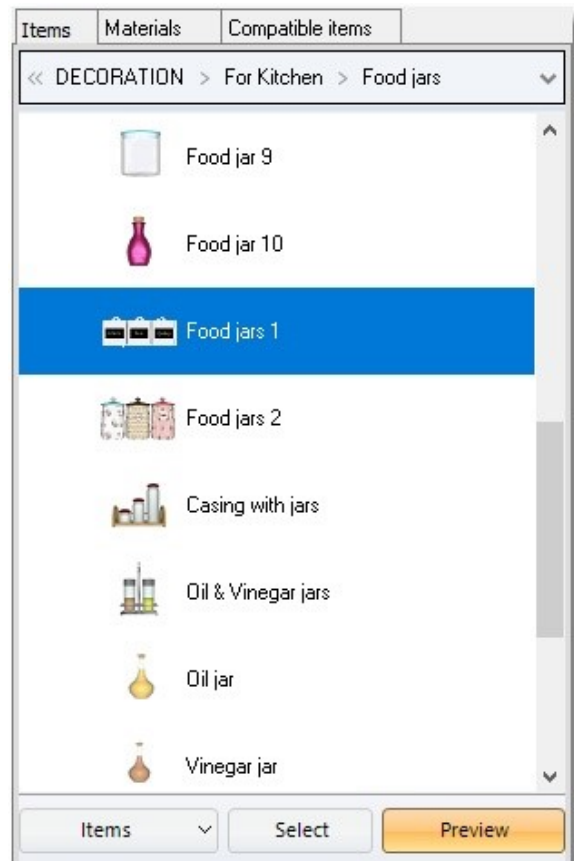 Items Materials Compatible items
« DECORATION > For Kitchen > Food jars
Food jar 9
Food jar 10
Food jars 1
Food jars 2
Casing with jars
Oil & Vinegar jars
Oil jar
Vinegar jar
Items Select Preview